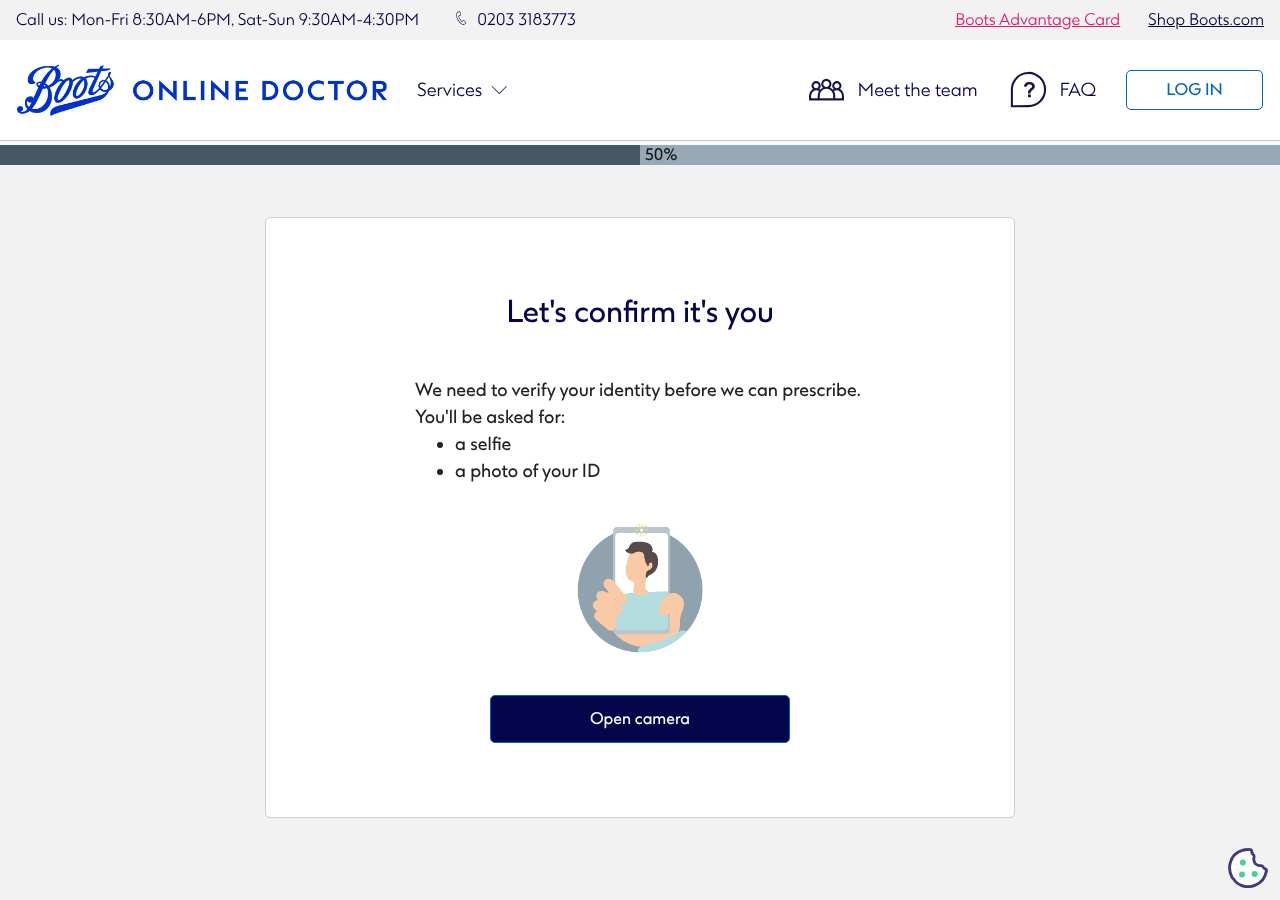 Call us: Mon-Fri 8:30AM-6PM, Sat-Sun 9:30AM-4:30PM 0203 3183773 Boots Advantage Card Shop Boots.com
Boots ONLINE DOCTOR Services Meet the team ? FAQ LOG IN
50%
Let's confirm it's you
We need to verify your identity before we can prescribe.
You'll be asked for:
• a selfie
• a photo of your ID
Open camera